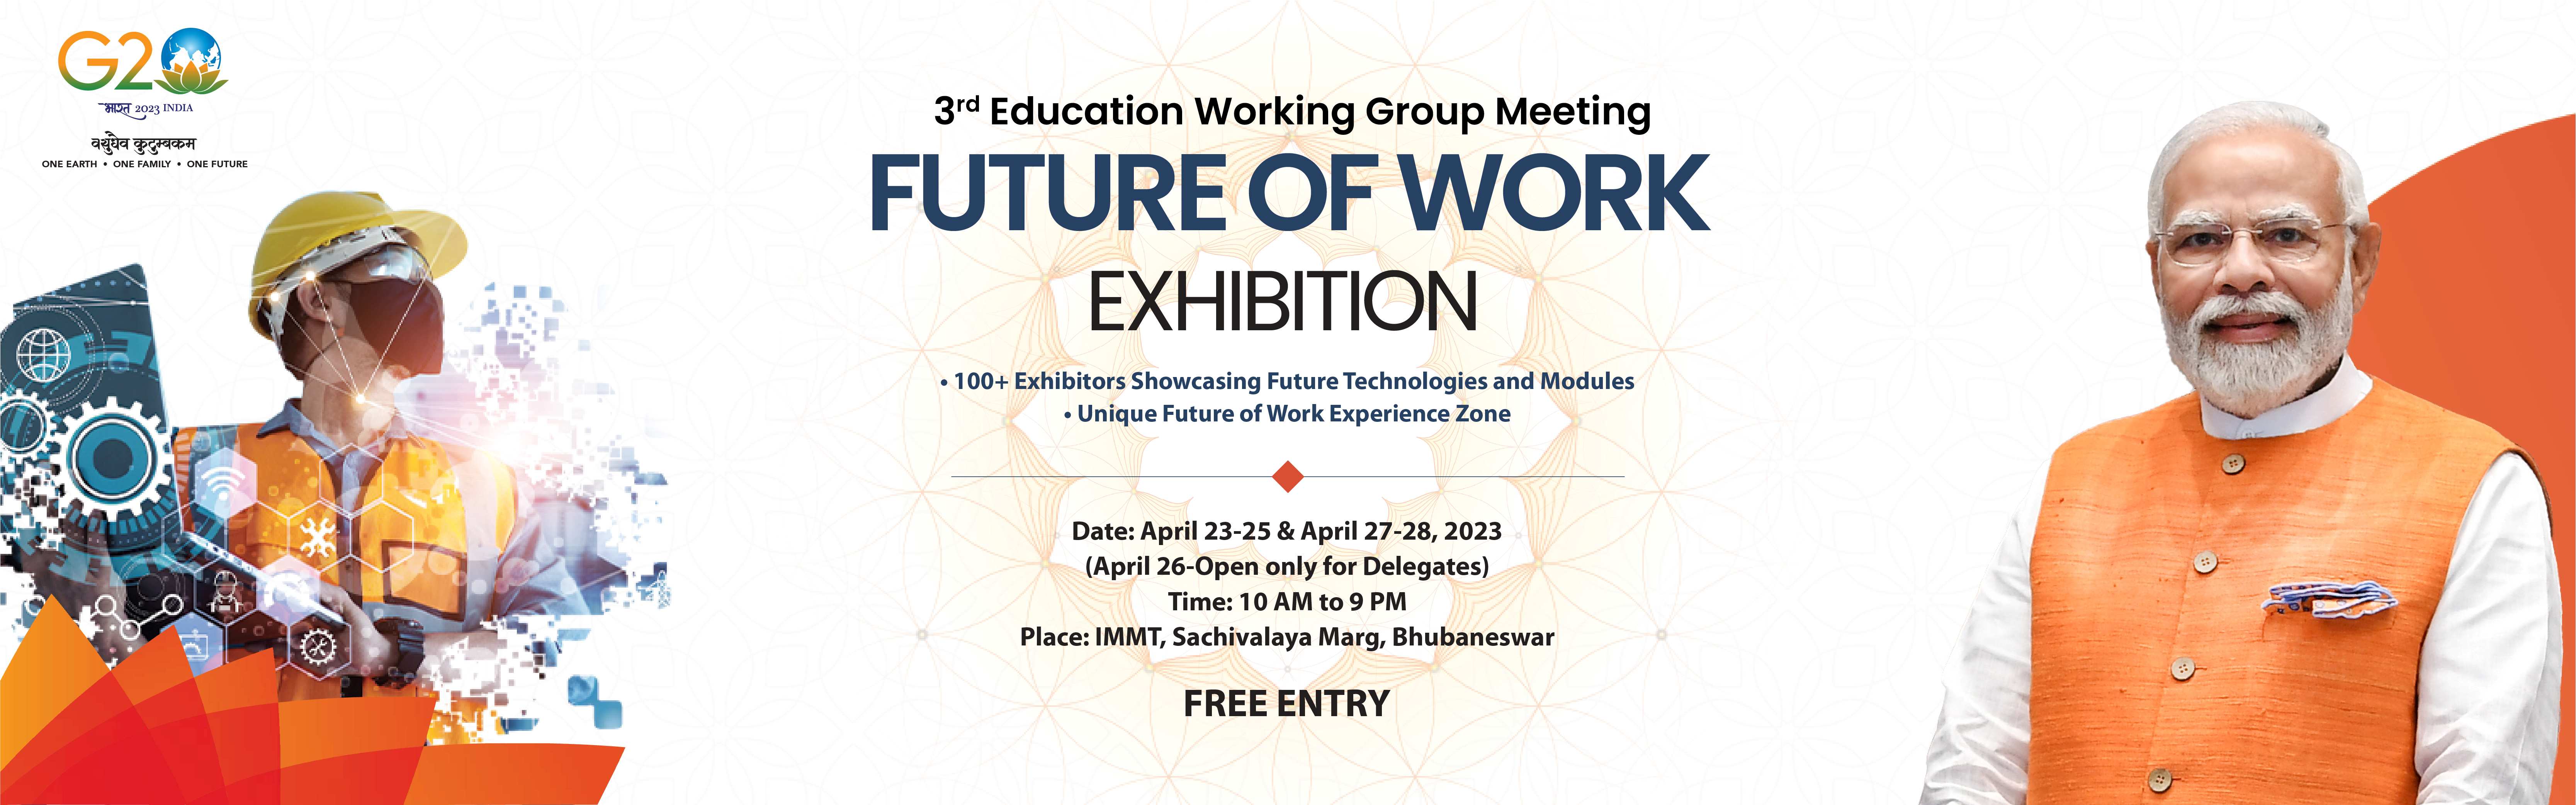 G20
भारत 2023 INDIA
वसुधैव कुटुम्बकम
ONE EARTH • ONE FAMILY • ONE FUTURE
3rd Education Working Group Meeting
FUTURE OF WORK
EXHIBITION
• 100+ Exhibitors Showcasing Future Technologies and Modules
• Unique Future of Work Experience Zone
Date: April 23-25 & April 27-28, 2023
(April 26-Open only for Delegates)
Time: 10 AM to 9 PM
Place: IMMT, Sachivalaya Marg, Bhubaneswar
FREE ENTRY